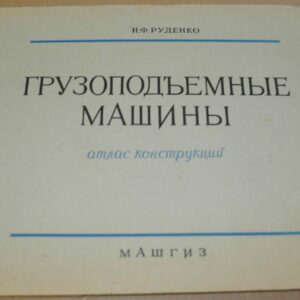 Н.Ф. РУДЕНКО
ГРУЗОПОДЪЕМНЫЕ
МАШИНЫ
атлас конструкций
МАШГИЗ